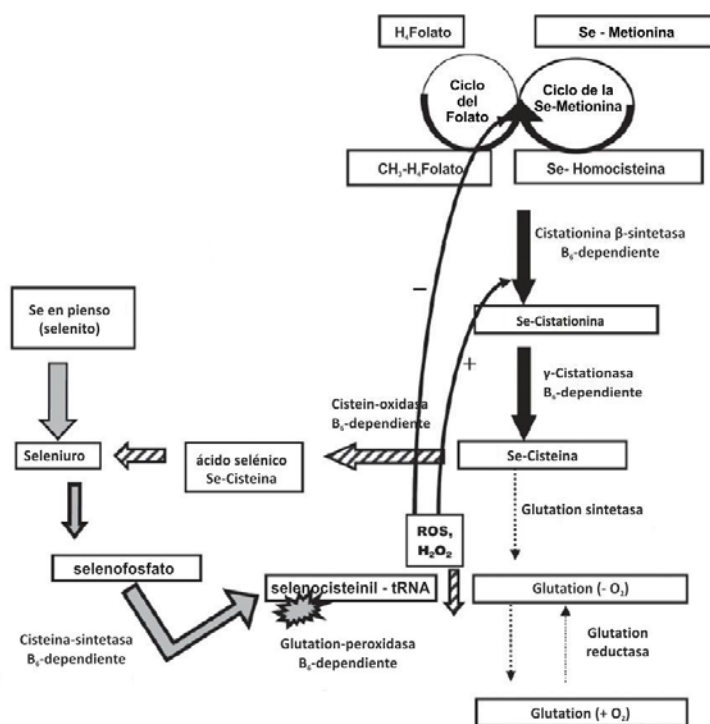 H₄Folato
Se - Metionina
Ciclo
del
Folato
Ciclo de la
Se-Metionina
CH₃-H₄Folato
Se- Homocisteina
Cistationina β-sintetasa
B₆-dependiente
−
Se en pienso
(selenito)
Se-Cistationina
+
γ-Cistationasa
B₆-dependiente
Cistein-oxidasa
B₆-dependiente
Seleniuro
ácido selénico
Se-Cisteina
Se-Cisteina
Glutation sintetasa
ROS,
H₂O₂
selenofosfato
selenocisteinil - tRNA
Glutation (- O₂)
Cisteina-sintetasa
B₆-dependiente
Glutation-peroxidasa
B₆-dependiente
Glutation
reductasa
Glutation (+ O₂)